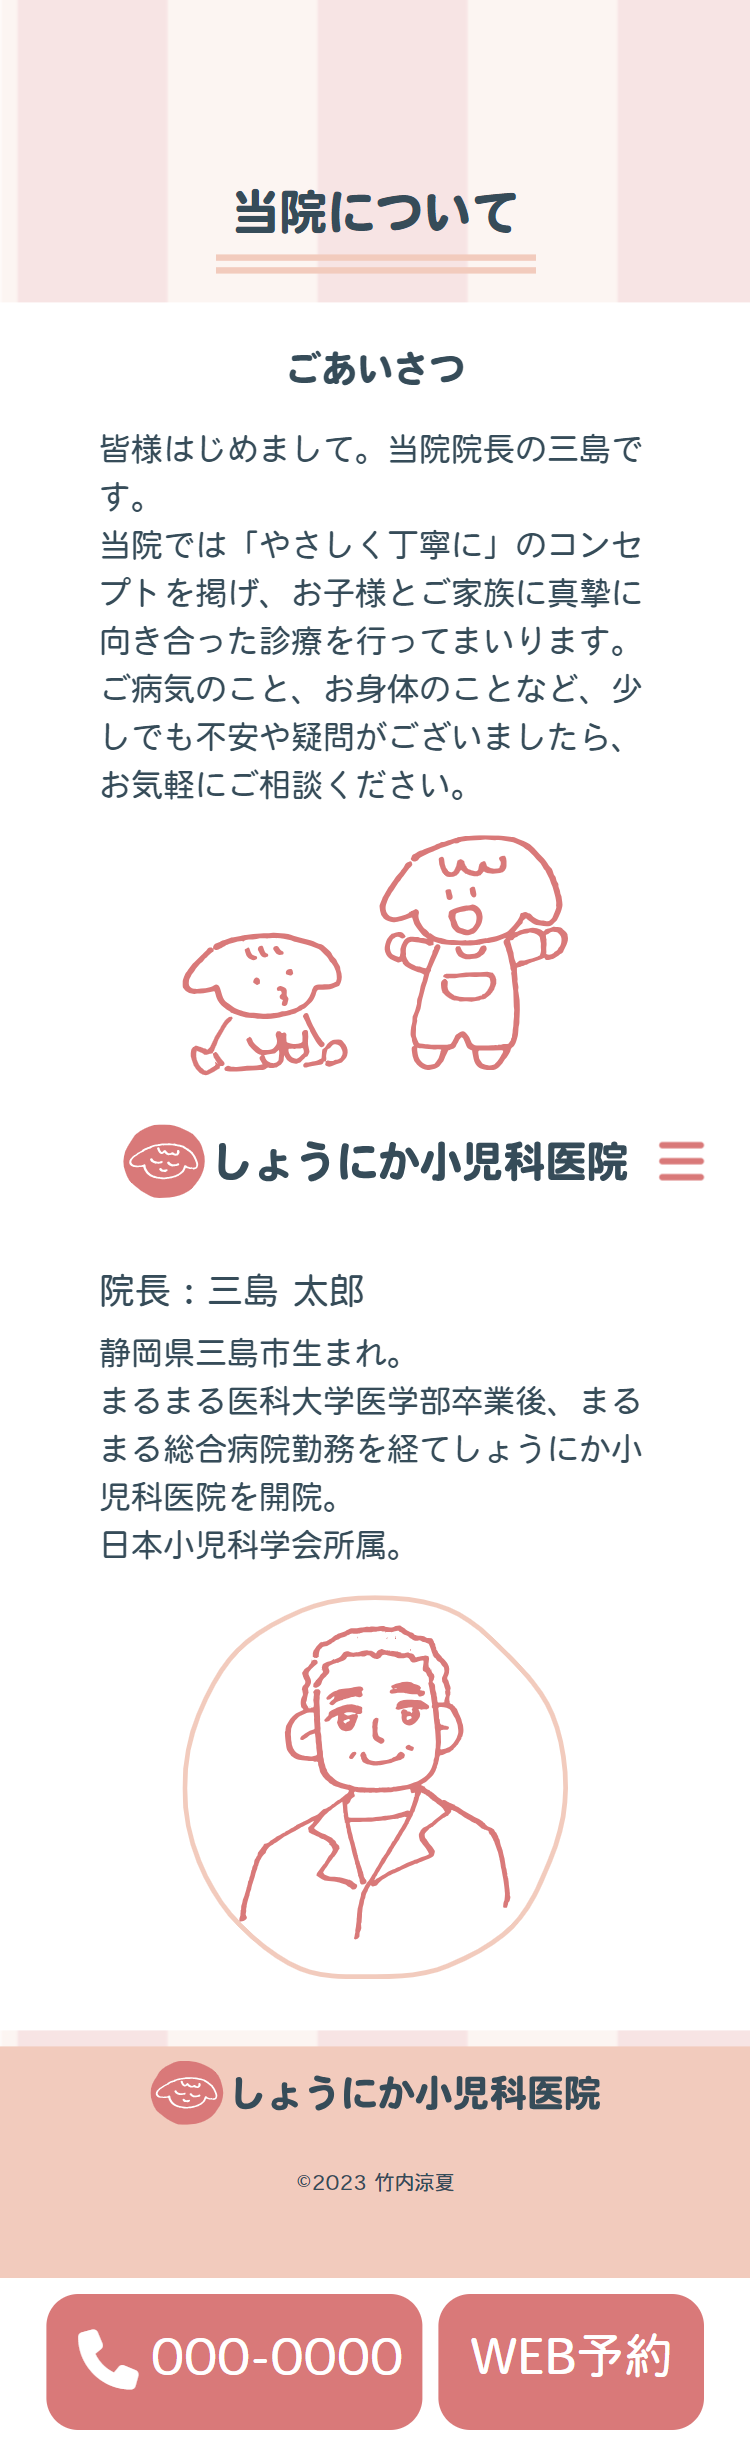 当院について
ごあいさつ
皆様はじめまして。当院院長の三島で
す。
当院では「やさしく丁寧に」のコンセ
プトを掲げ、お子様とご家族に真摯に
向き合った診療を行ってまいります。
ご病気のこと、お身体のことなど、少
しでも不安や疑問がございましたら、
お気軽にご相談ください。
しょうにか小児科医院
院長：三島 太郎
静岡県三島市生まれ。
まるまる医科大学医学部卒業後、まる
まる総合病院勤務を経てしょうにか小
児科医院を開院。
日本小児科学会所属。
しょうにか小児科医院
©2023 竹内涼夏
000-0000
WEB予約